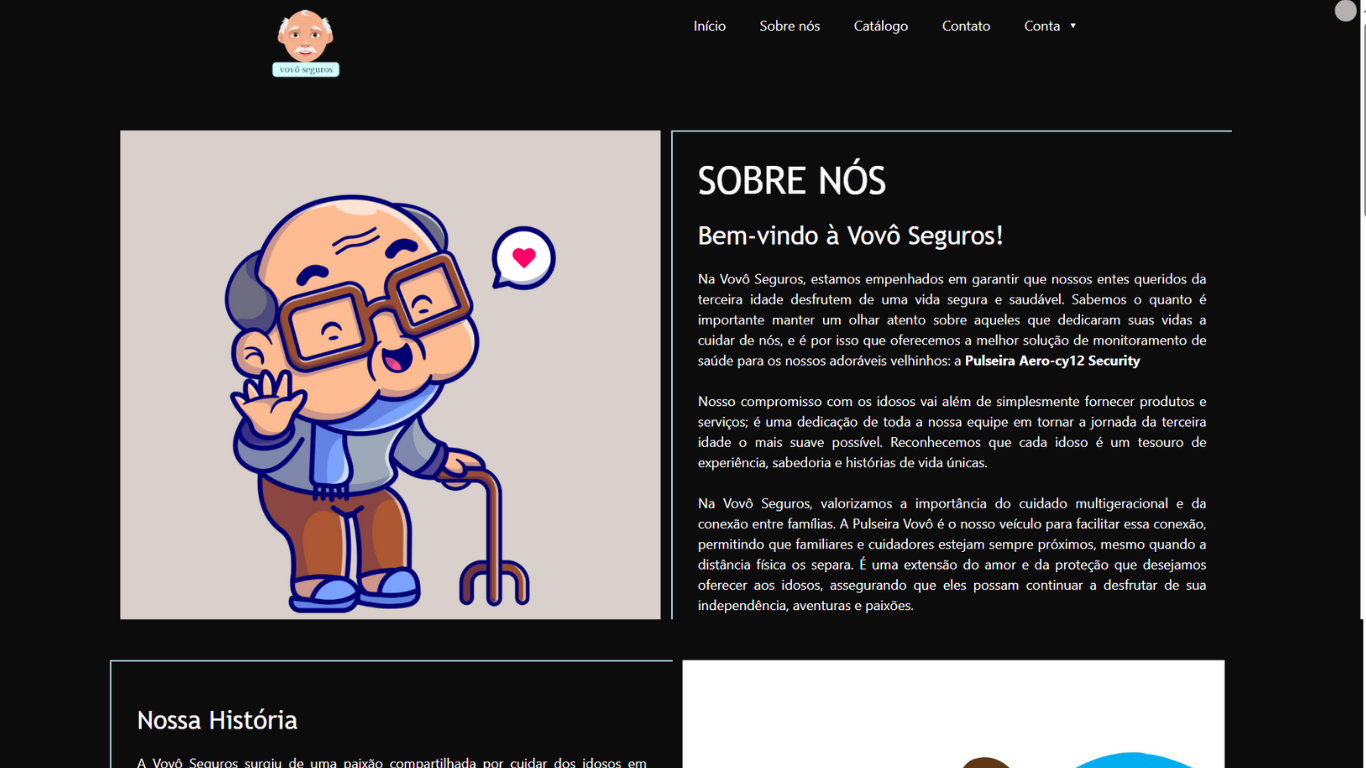 vovô seguros
Início Sobre nós Catálogo Contato Conta
SOBRE NÓS
Bem-vindo à Vovô Seguros!
Na Vovô Seguros, estamos empenhados em garantir que nossos entes queridos da
terceira idade desfrutem de uma vida segura e saudável. Sabemos o quanto é
importante manter um olhar atento sobre aqueles que dedicaram suas vidas a
cuidar de nós, e é por isso que oferecemos a melhor solução de monitoramento de
saúde para os nossos adoráveis velhinhos: a Pulseira Aero-cy12 Security
Nosso compromisso com os idosos vai além de simplesmente fornecer produtos e
serviços; é uma dedicação de toda a nossa equipe em tornar a jornada da terceira
idade o mais suave possível. Reconhecemos que cada idoso é um tesouro de
experiência, sabedoria e histórias de vida únicas.
Na Vovô Seguros, valorizamos a importância do cuidado multigeracional e da
conexão entre famílias. A Pulseira Vovô é o nosso veículo para facilitar essa conexão,
permitindo que familiares e cuidadores estejam sempre próximos, mesmo quando a
distância física os separa. É uma extensão do amor e da proteção que desejamos
oferecer aos idosos, assegurando que eles possam continuar a desfrutar de sua
independência, aventuras e paixões.
Nossa História
A Vovô Seguros surgiu de uma paixão compartilhada por cuidar dos idosos em